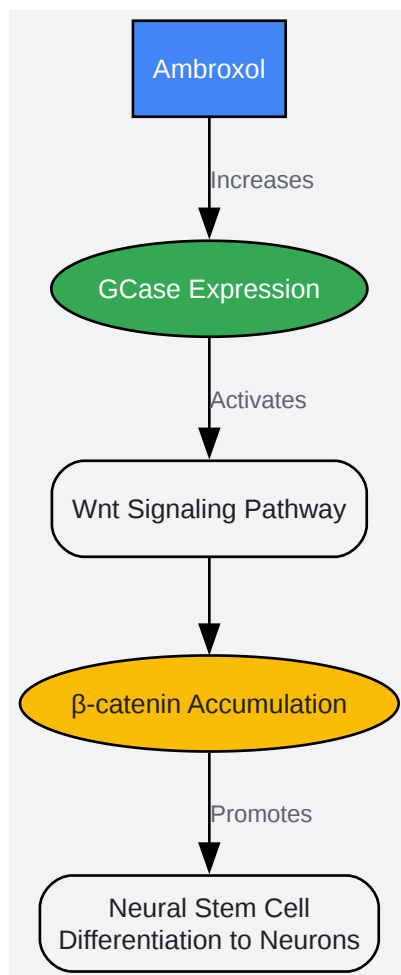 Ambroxol
Increases
GCase Expression
Activates
Wnt Signaling Pathway
β-catenin Accumulation
Promotes
Neural Stem Cell
Differentiation to Neurons